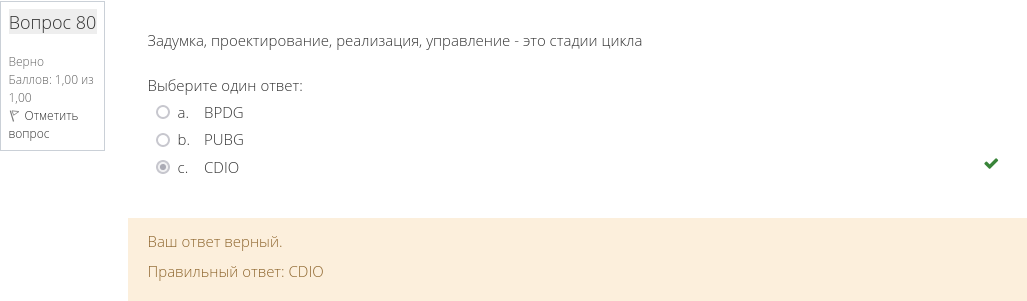 Вопрос 80
Верно
Баллов: 1,00 из
1,00
Отметить
вопрос
Задумка, проектирование, реализация, управление - это стадии цикла
Выберите один ответ:
a. BPDG
b. PUBG
c. CDIO
Ваш ответ верный.
Правильный ответ: CDIO